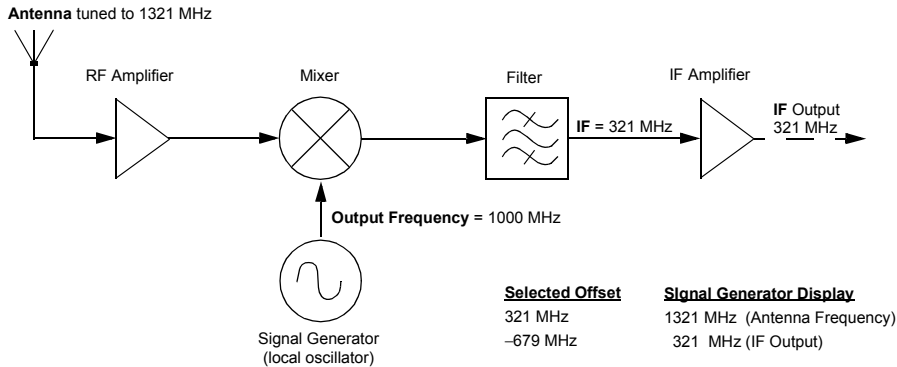 Antenna tuned to 1321 MHz
RF Amplifier
Mixer
Filter
IF Amplifier
IF = 321 MHz
IF Output
321 MHz
Output Frequency = 1000 MHz
Signal Generator
(local oscillator)
Selected Offset
SIgnal Generator Display
321 MHz
1321 MHz (Antenna Frequency)
–679 MHz
321 MHz (IF Output)